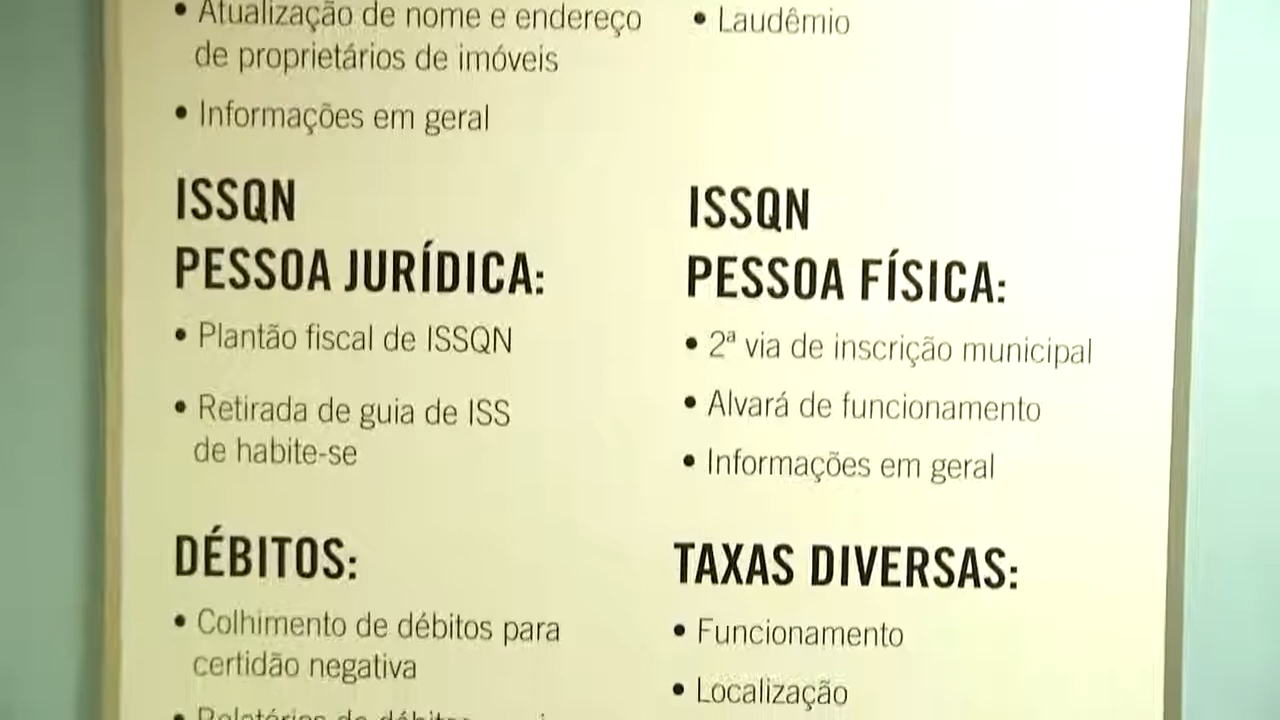 • Atualização de nome e endereço
de proprietários de imóveis
• Informações em geral
ISSQN
PESSOA JURÍDICA:
• Plantão fiscal de ISSQN
• Retirada de guia de ISS
de habite-se
DÉBITOS:
• Colhimento de débitos para
certidão negativa
• Laudêmio
ISSQN
PESSOA FÍSICA:
• 2ª via de inscrição municipal
• Alvará de funcionamento
• Informações em geral
TAXAS DIVERSAS:
• Funcionamento
• Localização